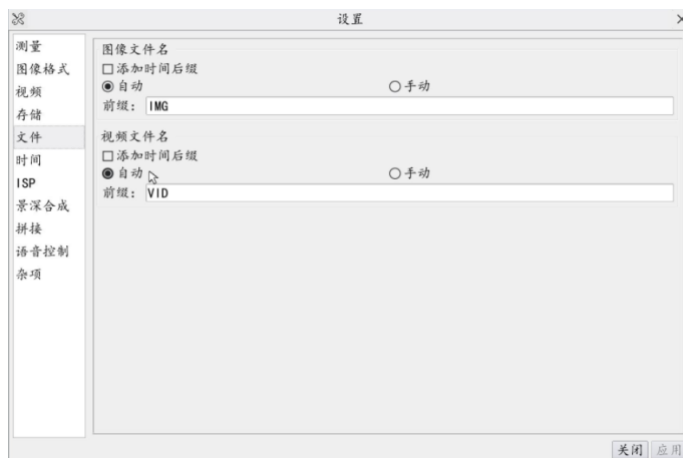 设置
测量
图像格式
视频
存储
文件
时间
ISP
景深合成
拼接
语音控制
杂项
图像文件名
添加时间后缀
自动 手动
前缀： IMG
视频文件名
添加时间后缀
自动 手动
前缀： VID
关闭 应用